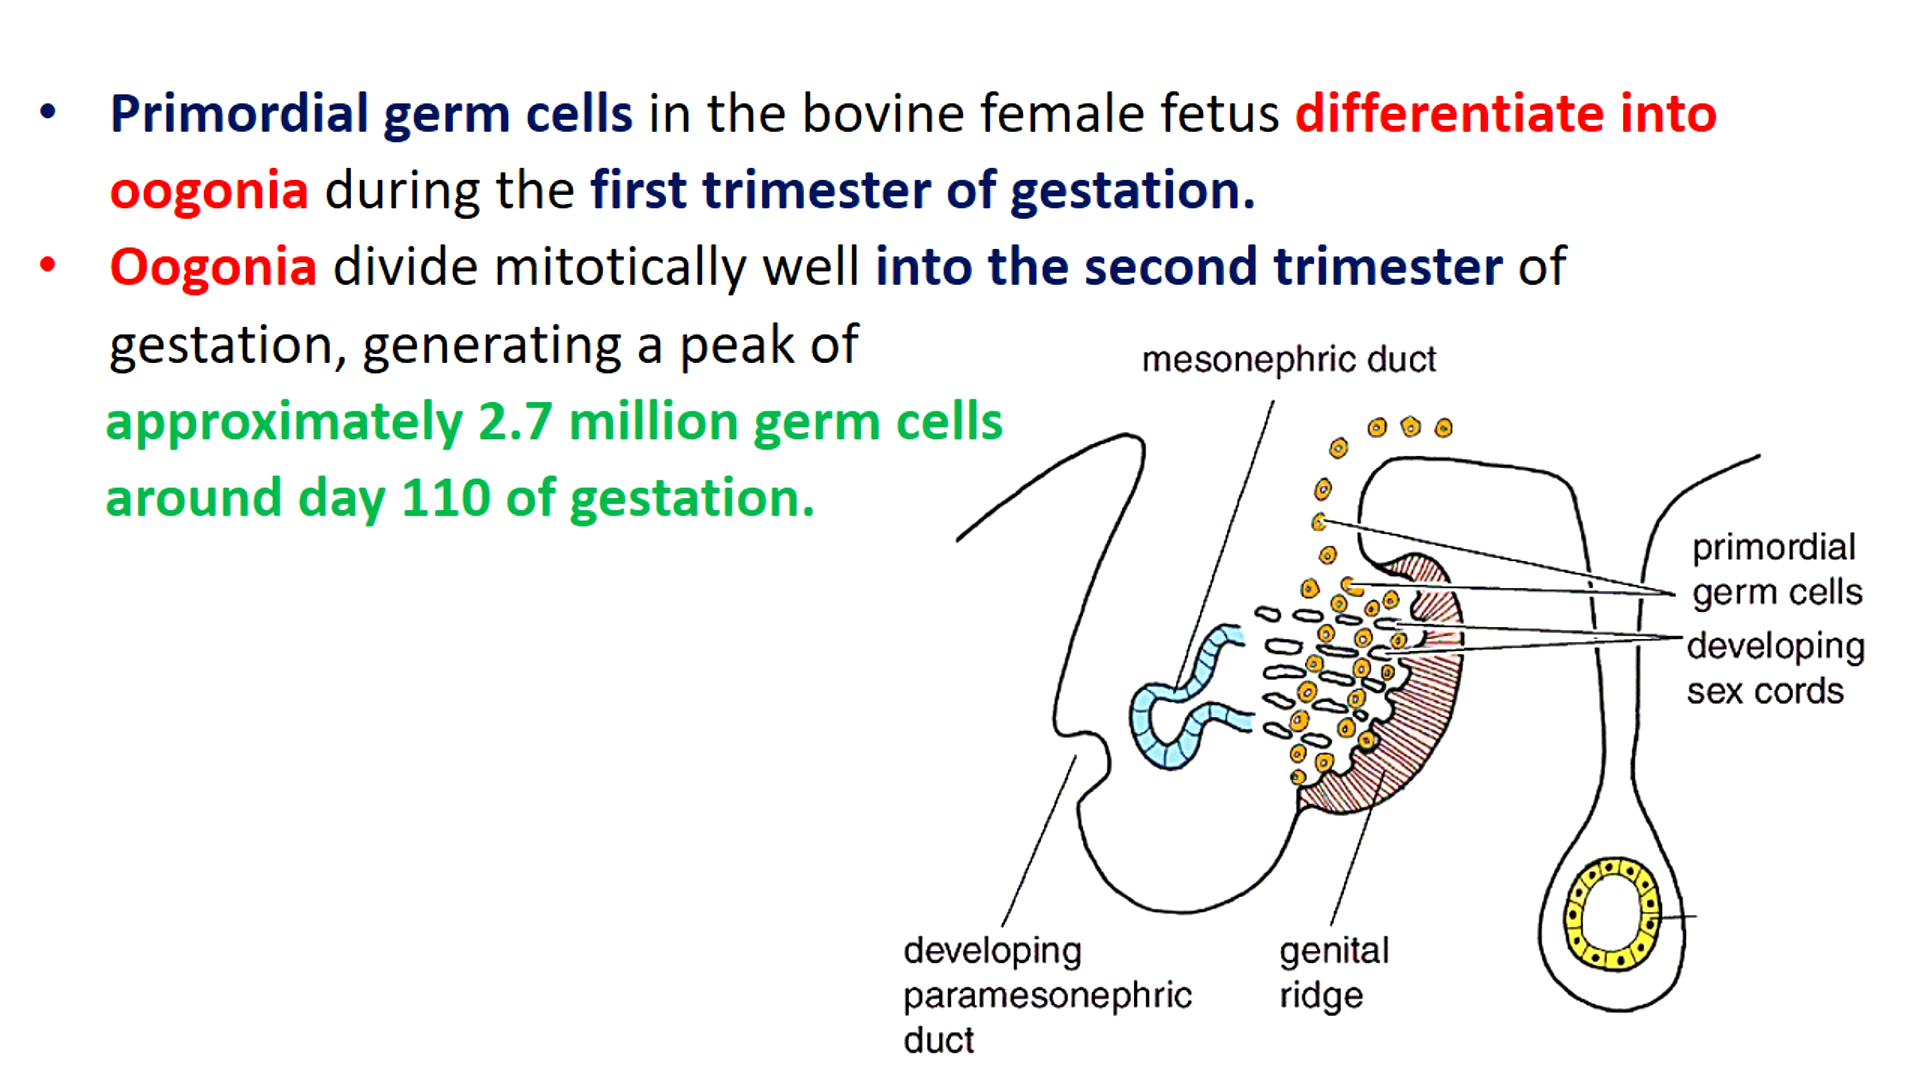 • Primordial germ cells in the bovine female fetus differentiate into
oogonia during the first trimester of gestation.
• Oogonia divide mitotically well into the second trimester of
gestation, generating a peak of
approximately 2.7 million germ cells
around day 110 of gestation.
mesonephric duct
primordial
germ cells
developing
sex cords
developing
paramesonephric
duct
genital
ridge